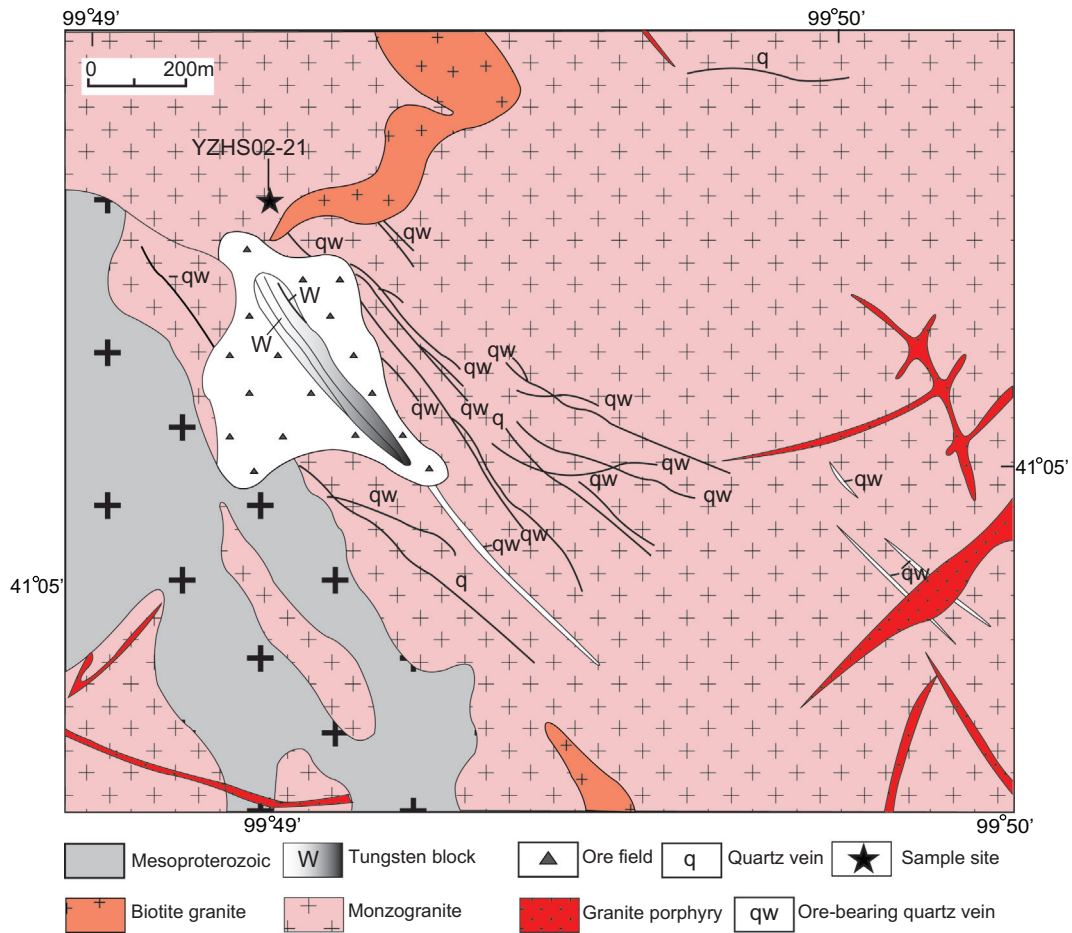 99°49’
99°50’
0
200m
q
YZHS02-21
qw
qw
qw
W
W
qw
qw
qw
qw
qw
q
41°05’
qw
qw
qw
qw
qw
qw
qw
qw
41°05’
q
99°49’
99°50’
Mesoproterozoic
W
Tungsten block
Ore field
q
Quartz vein
Sample site
Biotite granite
Monzogranite
Granite porphyry
qw
Ore-bearing quartz vein